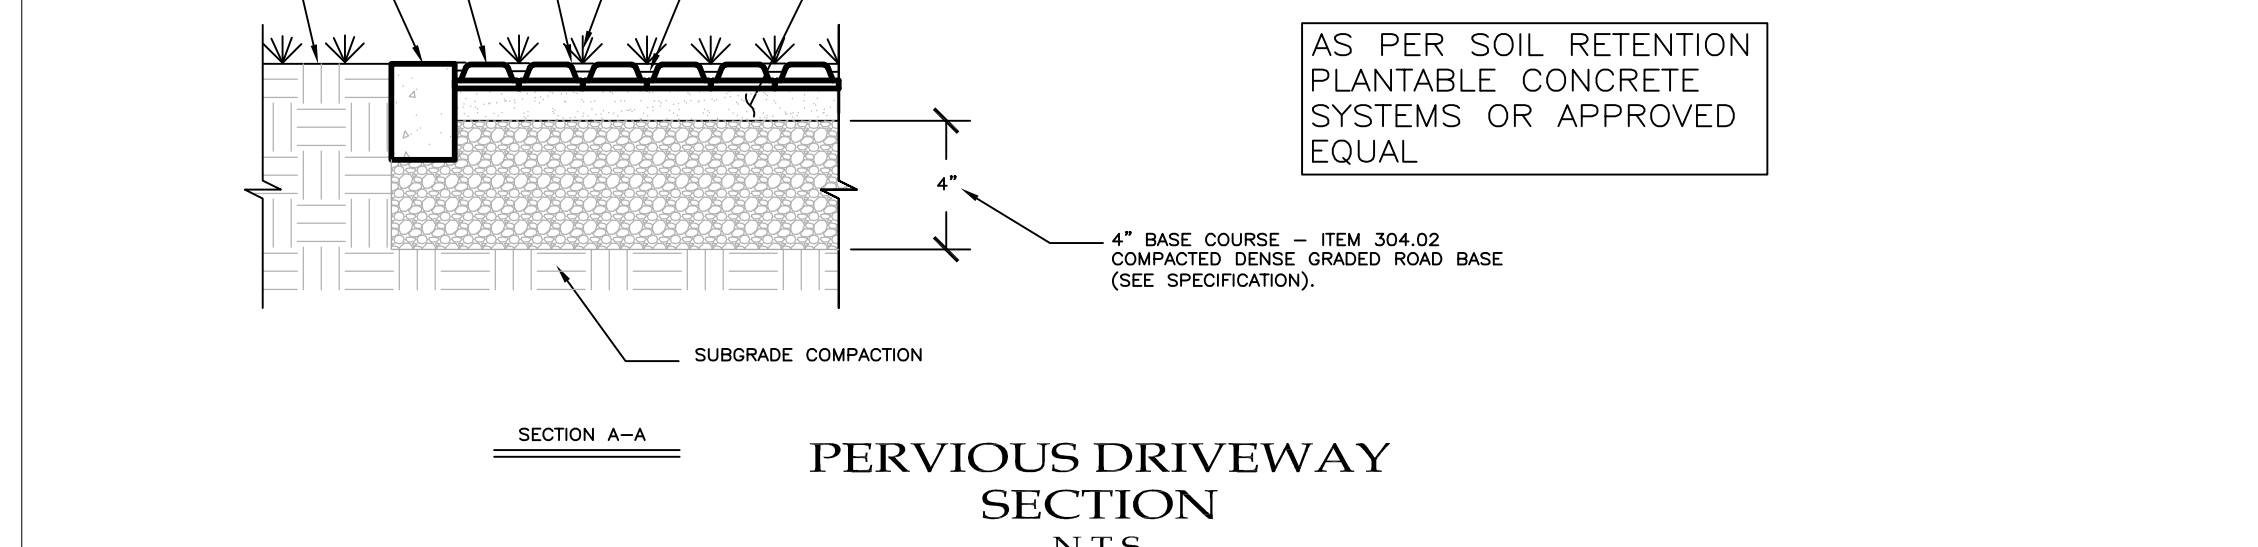 AS PER SOIL RETENTION
PLANTABLE CONCRETE
SYSTEMS OR APPROVED
EQUAL
4"
4" BASE COURSE – ITEM 304.02
COMPACTED DENSE GRADED ROAD BASE
(SEE SPECIFICATION).
SUBGRADE COMPACTION
SECTION A–A
PERVIOUS DRIVEWAY
SECTION
N.T.S.